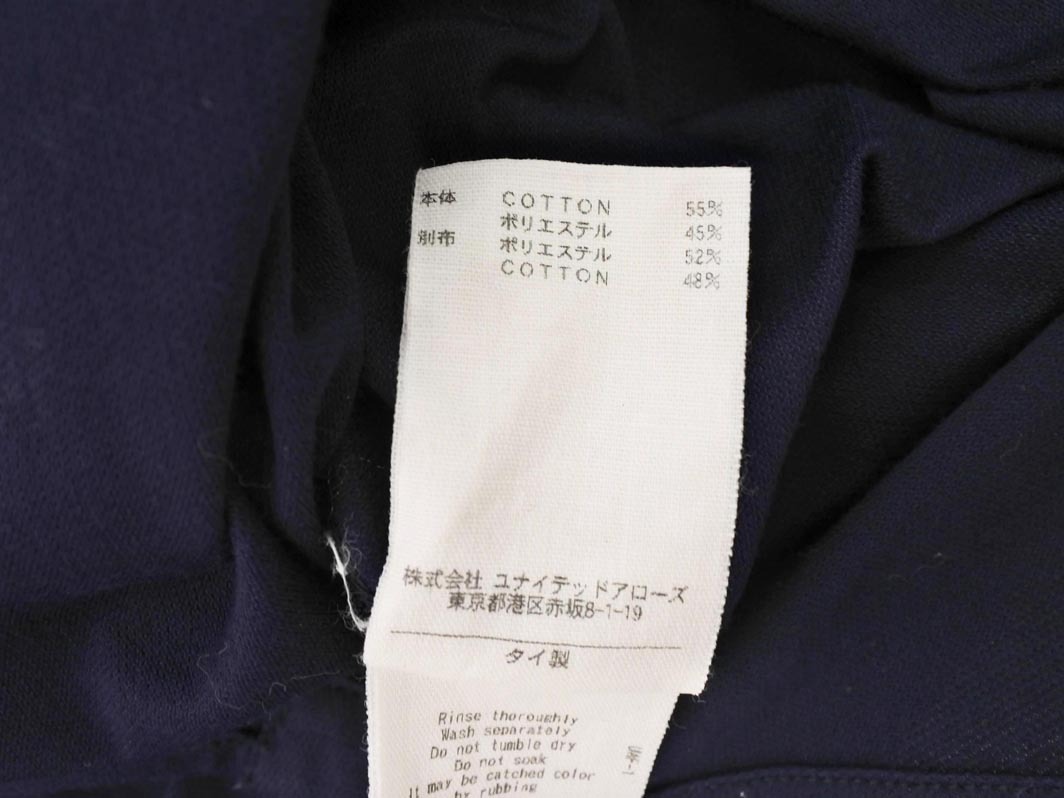 本体 COTTON 55%
ポリエステル 45%
別布 ポリエステル 52%
COTTON 48%
株式会社 ユナイテッドアローズ
東京都港区赤坂8-1-19
タイ製
Rinse thoroughly
Wash separately
Do not tumble dry
Do not soak
It may be catched color
by rubbing